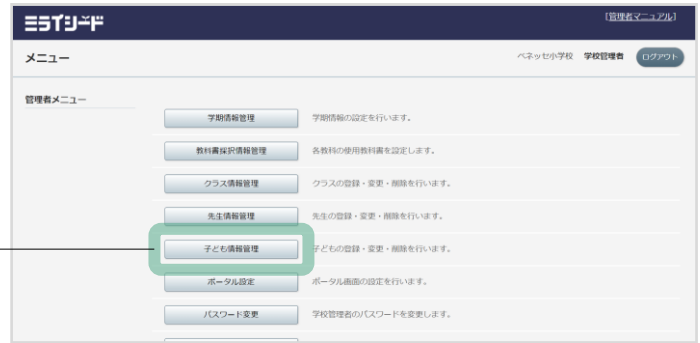 ミライシード
[管理者マニュアル]
メニュー
ベネッセ小学校 学校管理者 ログアウト
管理者メニュー
学期情報管理 学期情報の設定を行います。
教科書採択情報管理 各教科の使用教科書を設定します。
クラス情報管理 クラスの登録・変更・削除を行います。
先生情報管理 先生の登録・変更・削除を行います。
子ども情報管理 子どもの登録・変更・削除を行います。
ポータル設定 ポータル画面の設定を行います。
パスワード変更 学校管理者のパスワードを変更します。